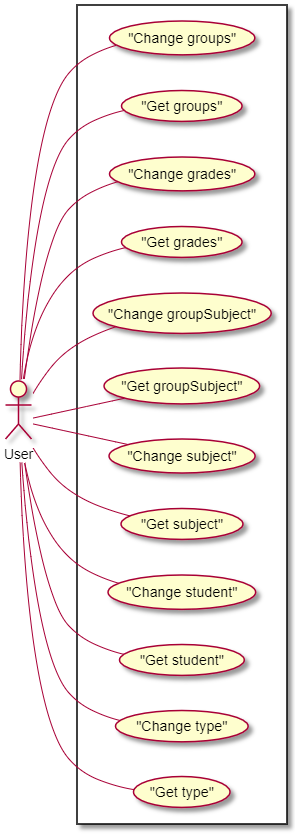 "Change groups"
"Get groups"
"Change grades"
"Get grades"
"Change groupSubject"
"Get groupSubject"
"Change subject"
User
"Get subject"
"Change student"
"Get student"
"Change type"
"Get type"